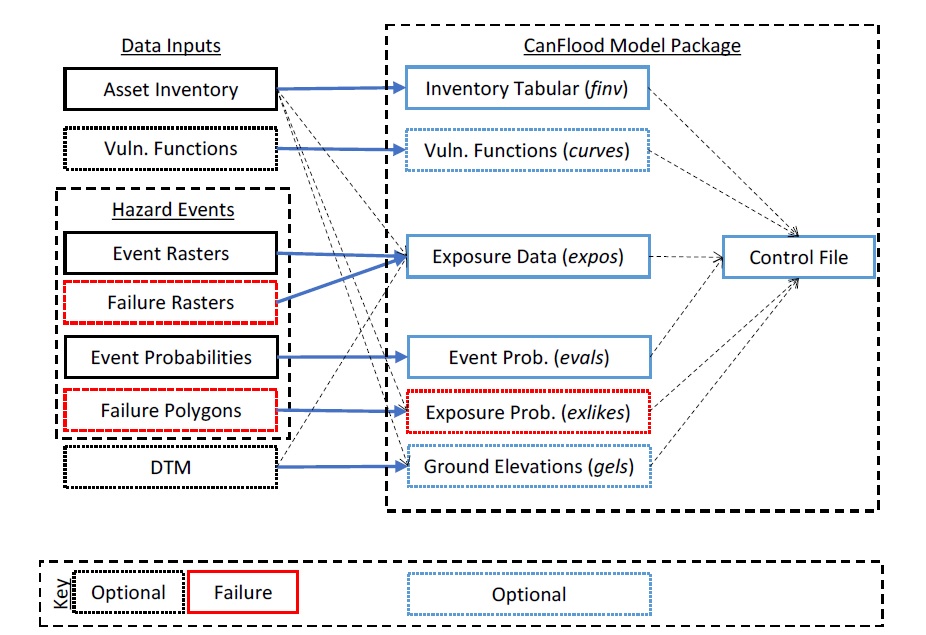 Data Inputs
CanFlood Model Package
Asset Inventory
Inventory Tabular (finv)
Vuln. Functions
Vuln. Functions (curves)
Hazard Events
Event Rasters
Exposure Data (expos)
Control File
Failure Rasters
Event Probabilities
Event Prob. (evals)
Failure Polygons
Exposure Prob. (exlikes)
DTM
Ground Elevations (gels)
Key
Optional
Failure
Optional